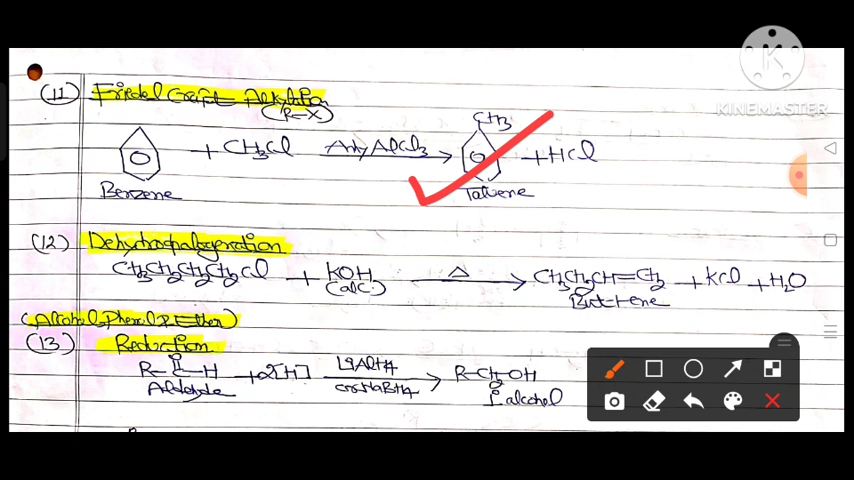 KINEMASTER
(11) Friedel Craft Alkylation
(R-X)
+ CH3Cl Anhy AlCl3 → CH3 + HCl
Benzene Toluene
(12) Dehydrohalogenation
CH3CH2CH2CH2Cl + KOH △ → CH3CH2CH=CH2 + KCl + H2O
(alc.) But-1-ene
(Alcohol, Phenol & Ether)
(13) Reduction
R-C-H + 2[H] LiAlH4 → R-CH2-OH
O
Aldehyde or NaBH4 1° alcohol